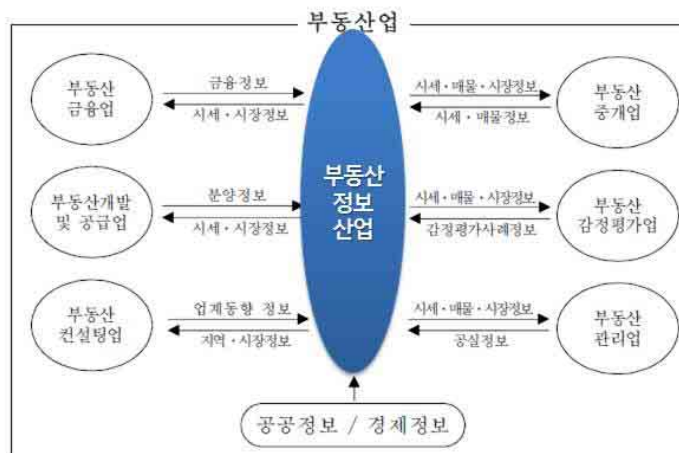 부동산업
부동산
금융업
금융정보
시세·시장정보
시세·매물·시장정보
시세·매물정보
부동산
중개업
부동산개발
및 공급업
분양정보
시세·시장정보
부동산
정보
산업
시세·매물·시장정보
감정평가사례정보
부동산
감정평가업
부동산
컨설팅업
업계동향 정보
지역·시장정보
시세·매물·시장정보
공실정보
부동산
관리업
공공정보 / 경제정보